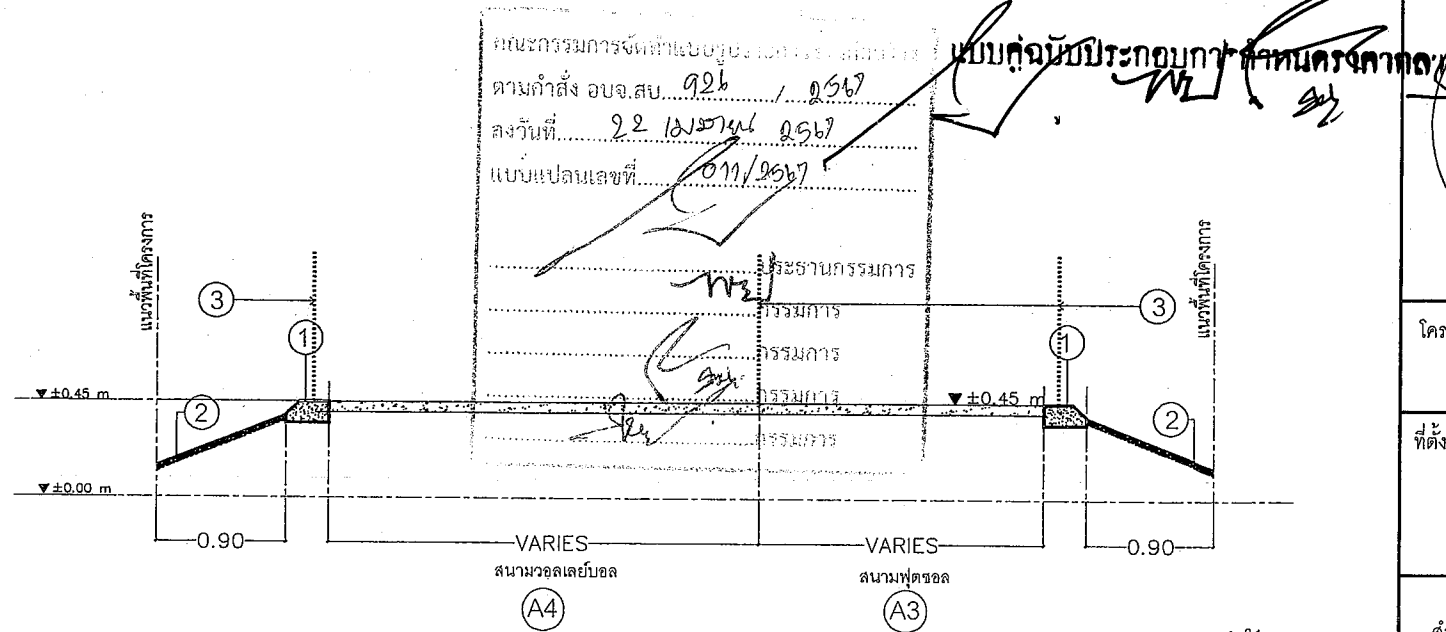 คณะกรรมการจัดทำแบบรูป
แบบคู่ฉบับประกอบการกำหนดราคากลาง
ตามคำสั่ง อบจ.สบ. 926 / 2567
ลงวันที่ 22 เมษายน 2567
แบบแปลนเลขที่ 011/2567
ประธานกรรมการ
กรรมการ
กรรมการ
กรรมการ
กรรมการ
แนวพื้นที่โครงการ
แนวพื้นที่โครงการ
3
3
1
1
▼±0.45 m
▼±0.45 m
2
2
▼±0.00 m
0.90
VARIES
VARIES
0.90
สนามวอลเลย์บอล
สนามฟุตซอล
A4
A3
โคร
ที่ตั้ง